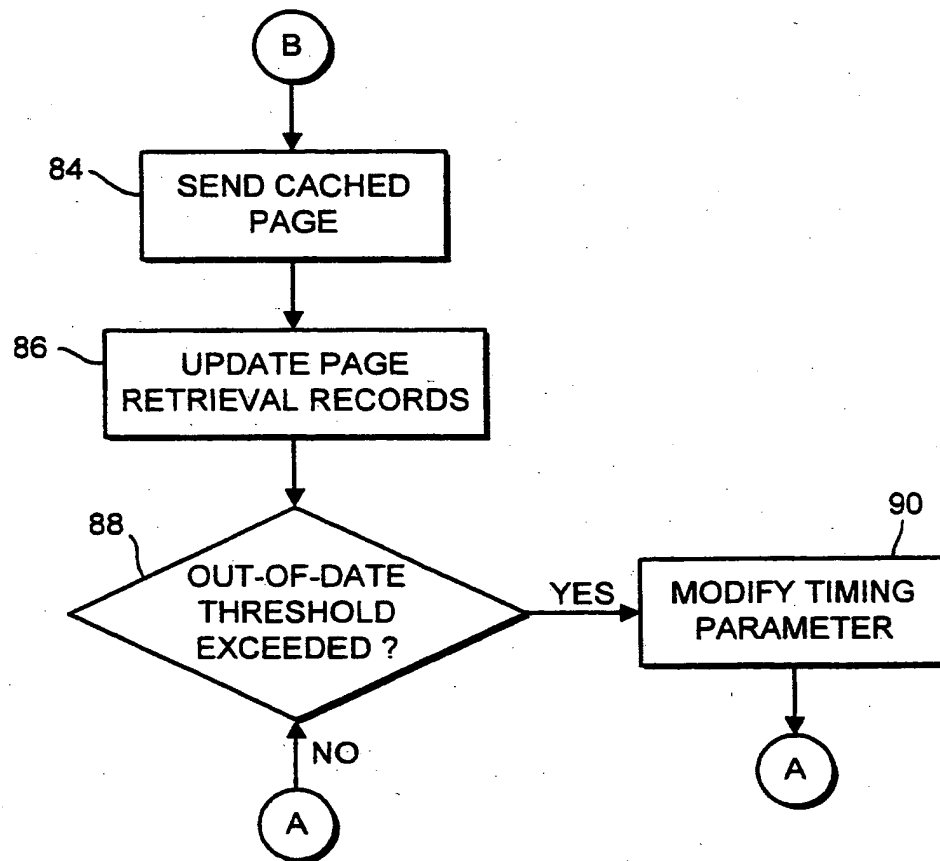 B
84
SEND CACHED
PAGE
86
UPDATE PAGE
RETRIEVAL RECORDS
88
OUT-OF-DATE
THRESHOLD
EXCEEDED ?
YES
90
MODIFY TIMING
PARAMETER
NO
A
A